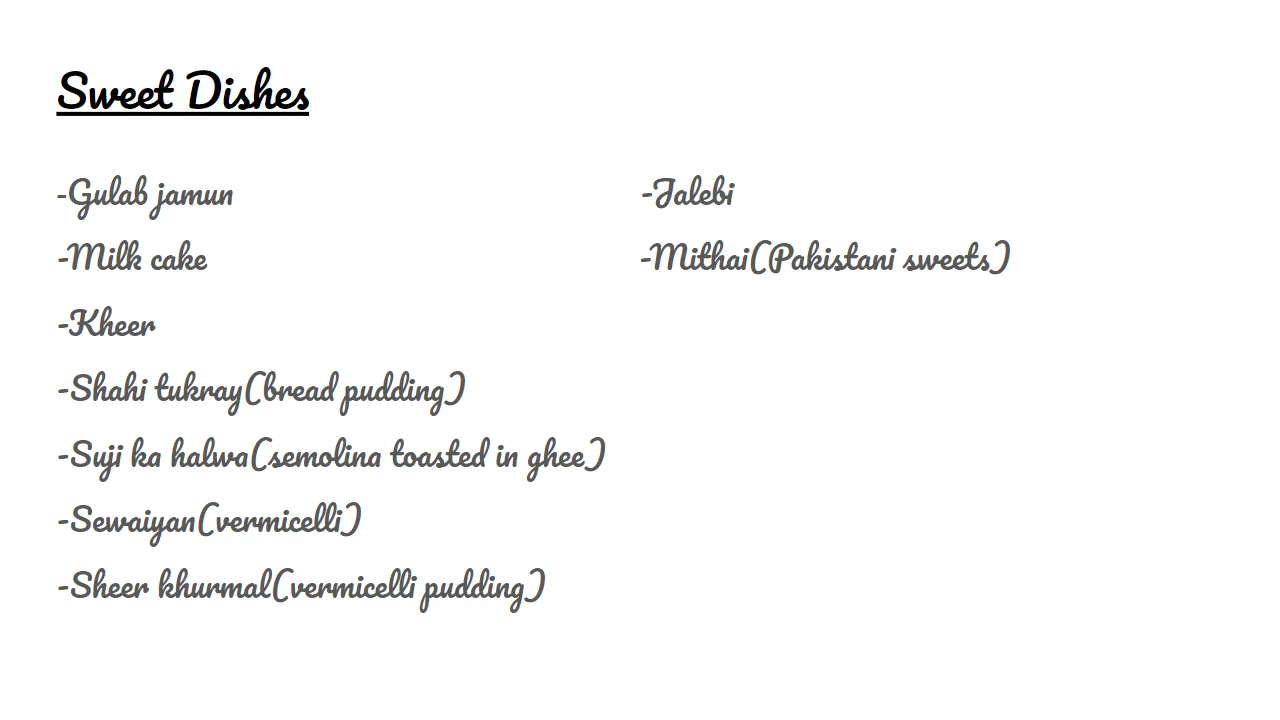 Sweet Dishes
-Gulab jamun
-Milk cake
-Kheer
-Shahi tukray(bread pudding)
-Suji ka halwa(semolina toasted in ghee)
-Sewaiyan(vermicelli)
-Sheer khurmal(vermicelli pudding)
-Jalebi
-Mithai(Pakistani sweets)